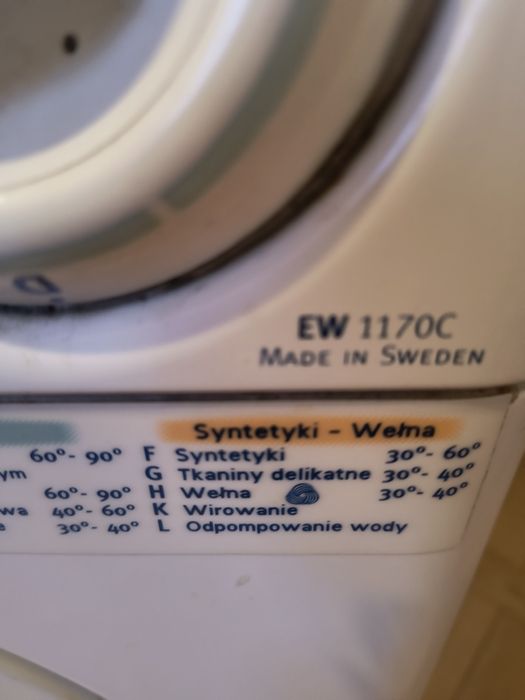 EW 1170C
MADE IN SWEDEN
Syntetyki - Wełna
60°- 90° F Syntetyki 30°- 60°
G Tkaniny delikatne 30°- 40°
60°- 90° H Wełna 30°- 40°
40°- 60° K Wirowanie
30°- 40° L Odpompowanie wody